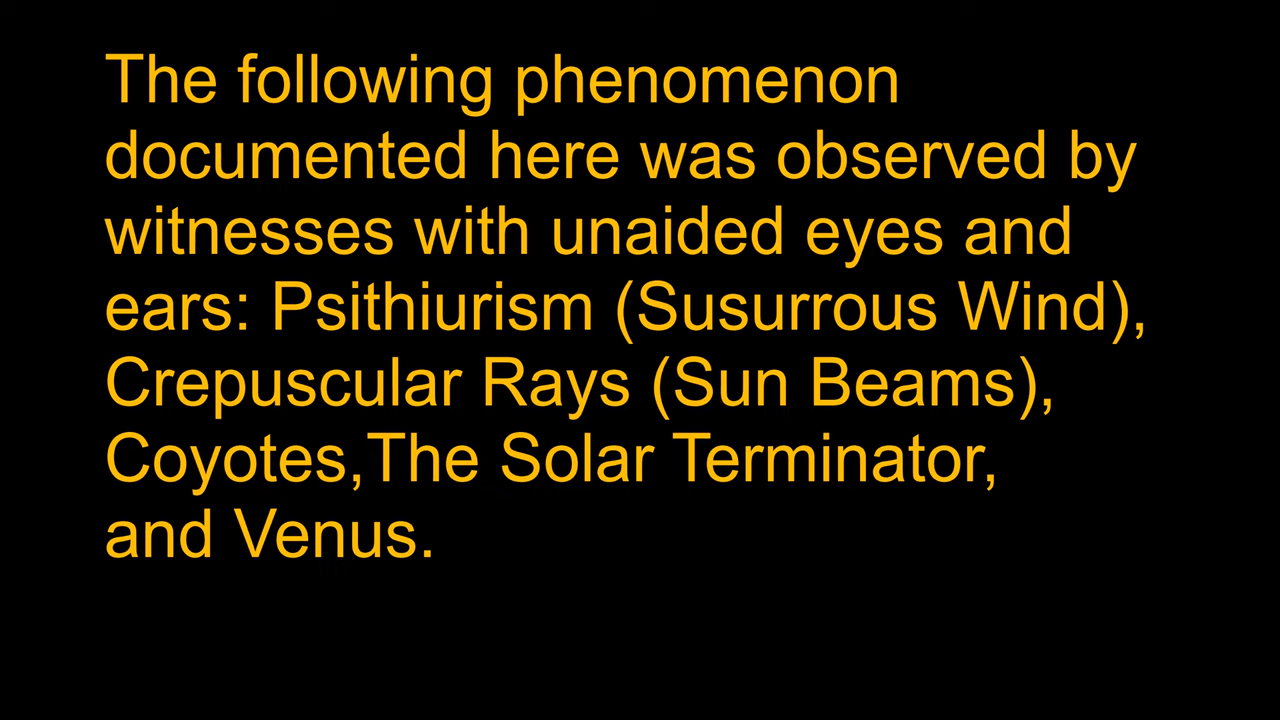 The following phenomenon
documented here was observed by
witnesses with unaided eyes and
ears: Psithiurism (Susurrous Wind),
Crepuscular Rays (Sun Beams),
Coyotes,The Solar Terminator,
and Venus.